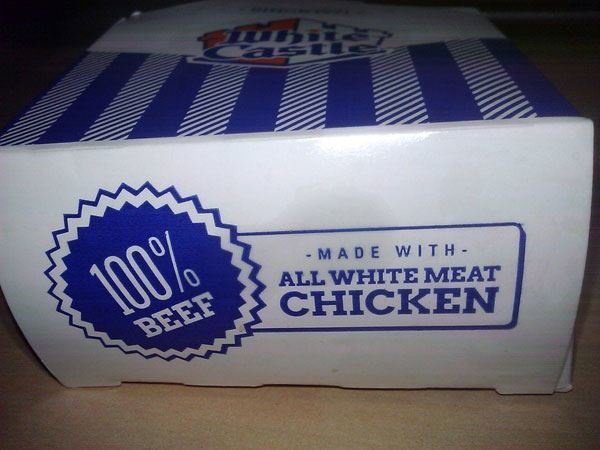 White
Castle
100%
BEEF
- MADE WITH -
ALL WHITE MEAT
CHICKEN